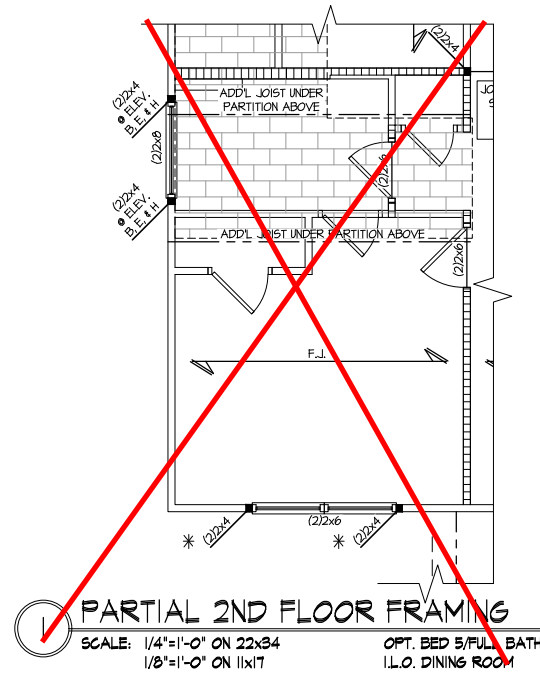 (2)2x4
ADD'L JOIST UNDER
PARTITION ABOVE
(2)2x4
@ ELEV.
B, E, & H
(2)2x8
(2)2x6
(2)2x4
@ ELEV.
B, E, & H
ADD'L JOIST UNDER PARTITION ABOVE
(2)2x6
F.J.
(2)2x6
(2)2x4
(2)2x4
1
PARTIAL 2ND FLOOR FRAMING
SCALE: 1/4"=1'-0" ON 22x34
1/8"=1'-0" ON 11x17
OPT. BED 5/FULL BATH
I.L.O. DINING ROOM